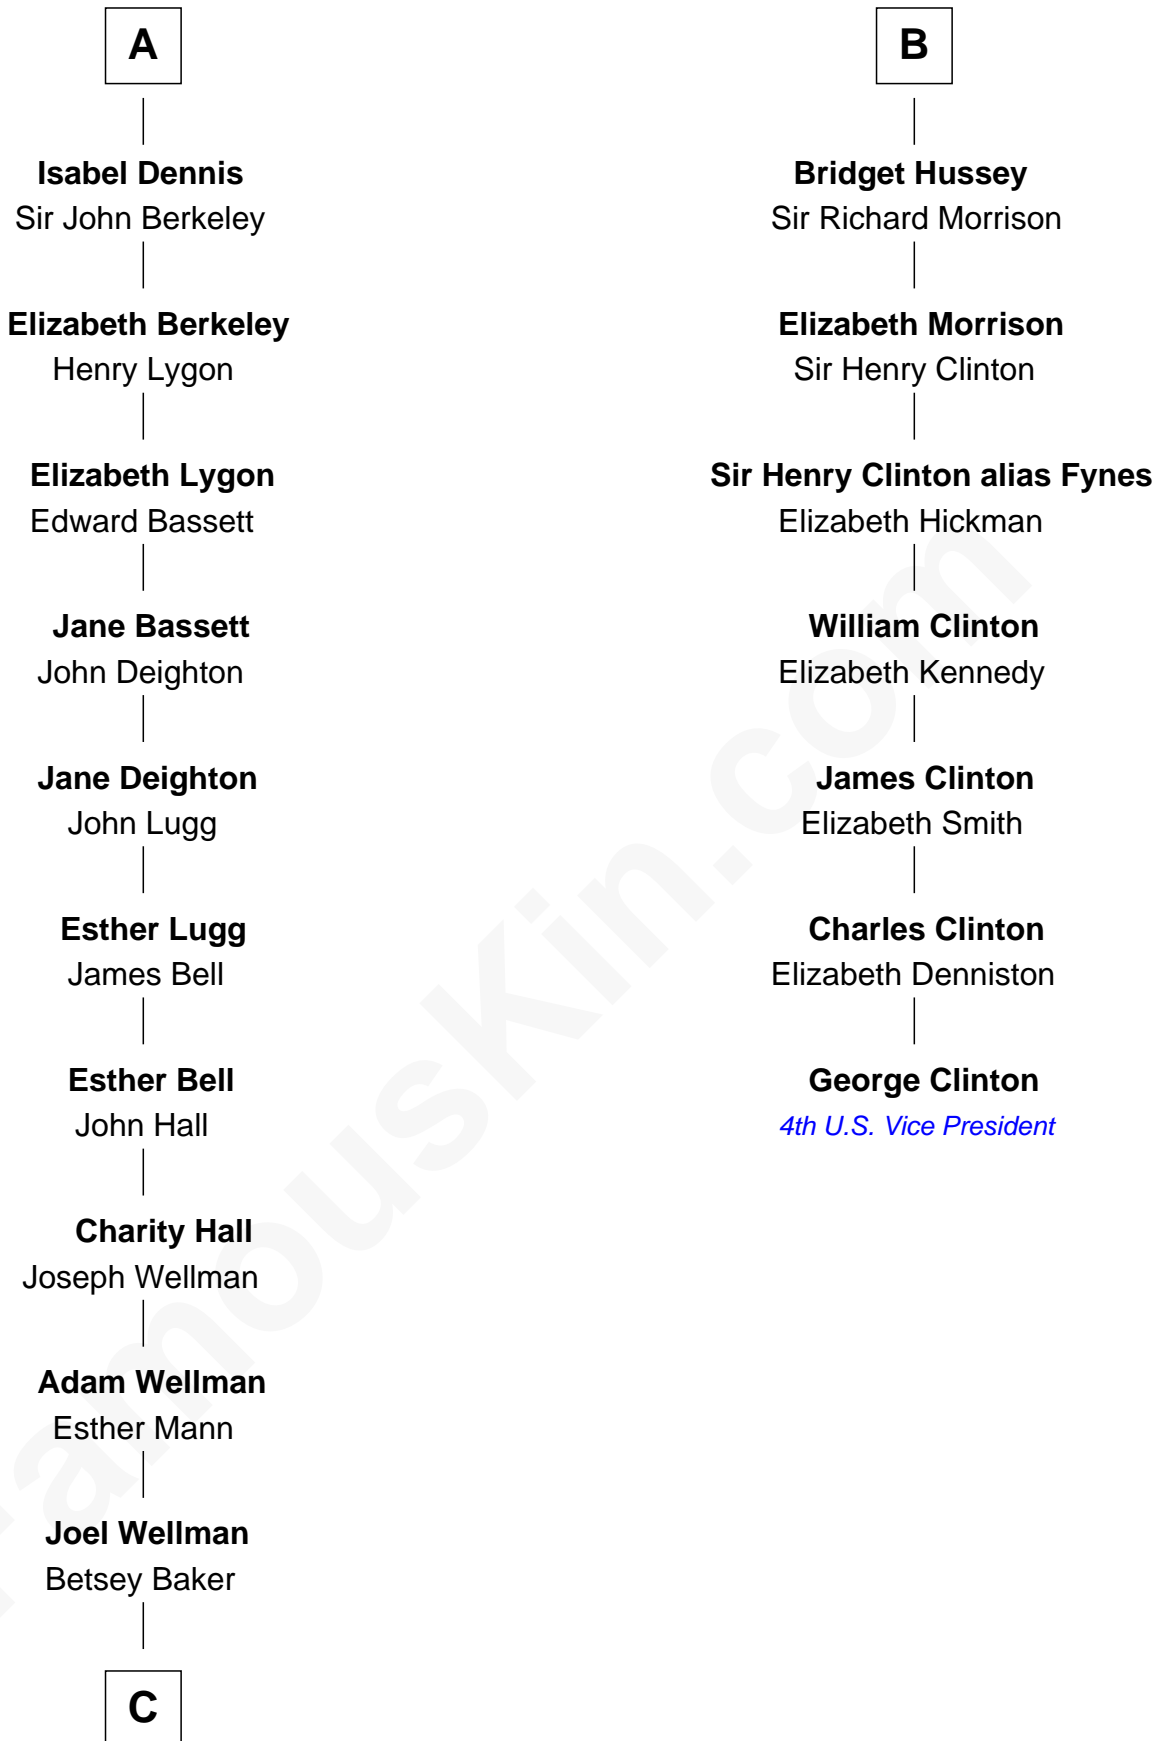 A
Isabel Dennis
Sir John Berkeley
Elizabeth Berkeley
Henry Lygon
Elizabeth Lygon
Edward Bassett
Jane Bassett
John Deighton
Jane Deighton
John Lugg
Esther Lugg
James Bell
Esther Bell
John Hall
Charity Hall
Joseph Wellman
Adam Wellman
Esther Mann
Joel Wellman
Betsey Baker
C
B
Bridget Hussey
Sir Richard Morrison
Elizabeth Morrison
Sir Henry Clinton
Sir Henry Clinton alias Fynes
Elizabeth Hickman
William Clinton
Elizabeth Kennedy
James Clinton
Elizabeth Smith
Charles Clinton
Elizabeth Denniston
George Clinton
4th U.S. Vice President
FamousKin.com